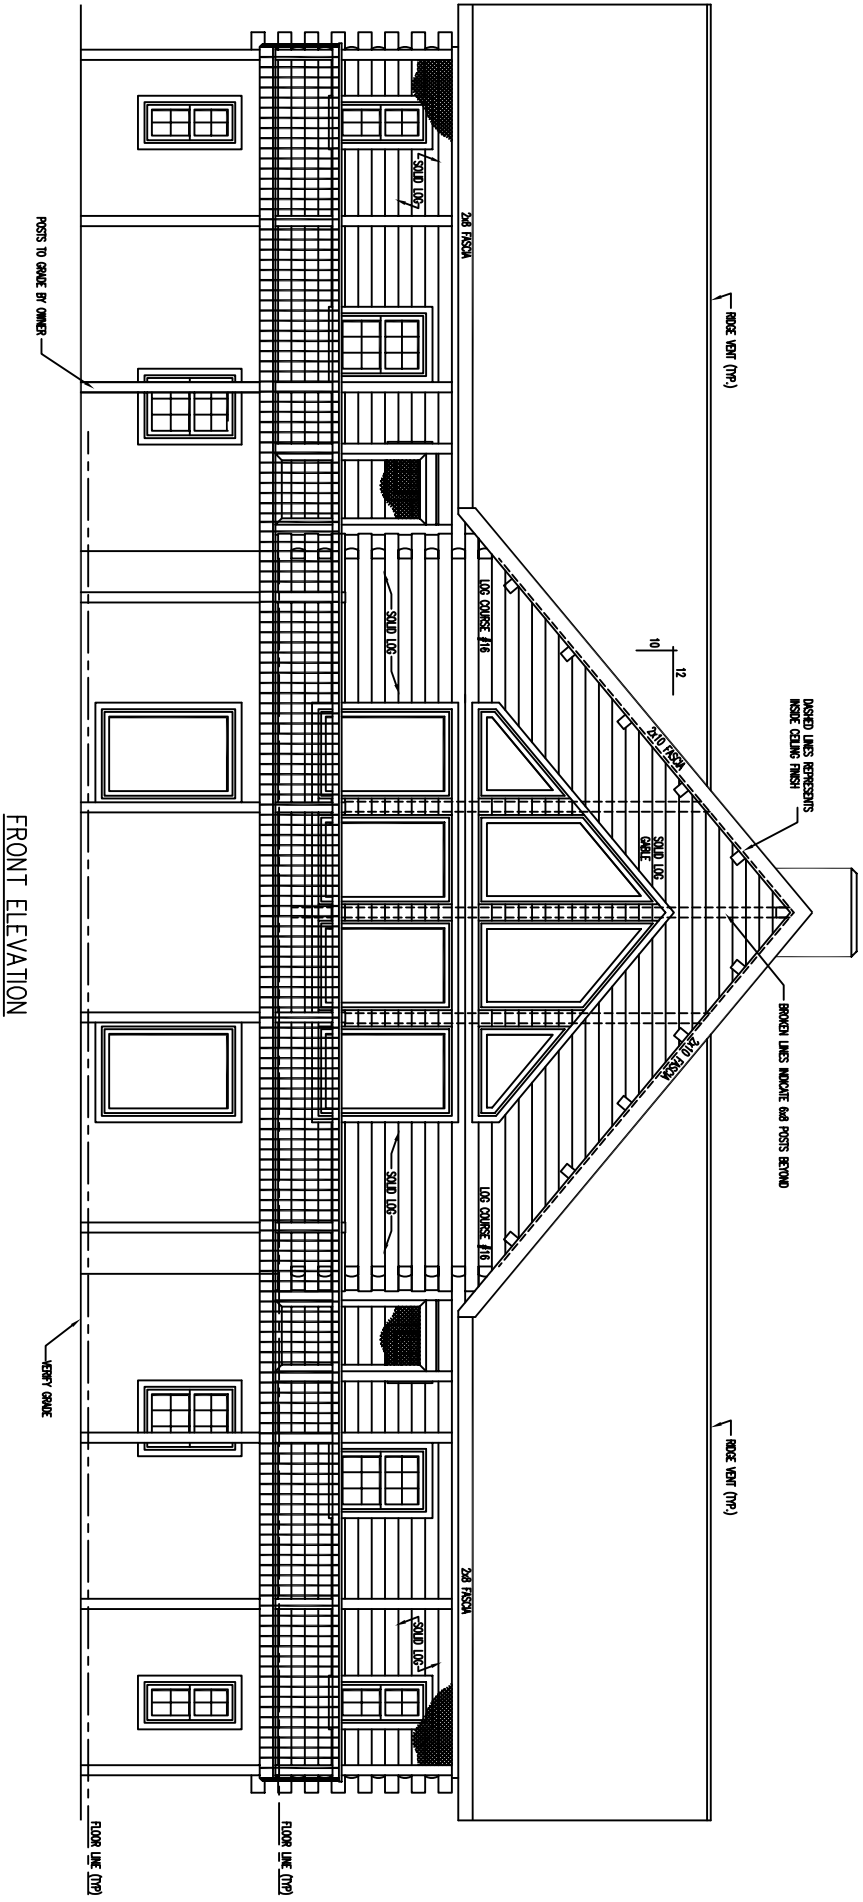 RIDGE VENT (TYP.)
DASHED LINES REPRESENTS
INSIDE CEILING FINISH
BROKEN LINES INDICATE 6x8 POSTS BEYOND
RIDGE VENT (TYP.)
12
10
2x10 FASCIA
SOLID LOG
GABLE
2x10 FASCIA
2x8 FASCIA
LOG COURSE #16
LOG COURSE #16
2x8 FASCIA
SOLID LOG
SOLID LOG
SOLID LOG
SOLID LOG
FLOOR LINE (TYP)
FLOOR LINE (TYP)
POSTS TO GRADE BY OWNER
VERIFY GRADE
FRONT ELEVATION